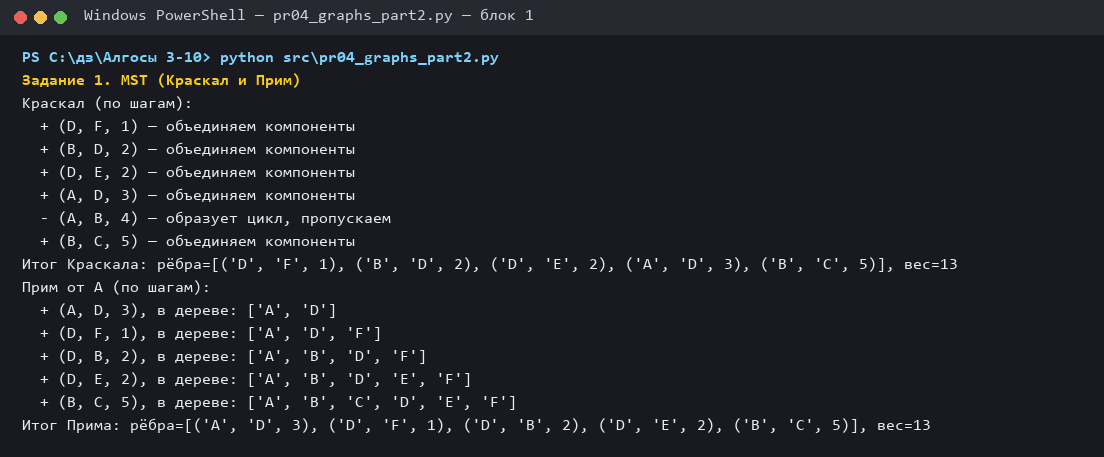 Windows PowerShell — pr04_graphs_part2.py — блок 1
PS C:\дз\Алгосы 3-10> python src\pr04_graphs_part2.py
Задание 1. MST (Краскал и Прим)
Краскал (по шагам):
  + (D, F, 1) — объединяем компоненты
  + (B, D, 2) — объединяем компоненты
  + (D, E, 2) — объединяем компоненты
  + (A, D, 3) — объединяем компоненты
  - (A, B, 4) — образует цикл, пропускаем
  + (B, C, 5) — объединяем компоненты
Итог Краскала: рёбра=[('D', 'F', 1), ('B', 'D', 2), ('D', 'E', 2), ('A', 'D', 3), ('B', 'C', 5)], вес=13
Прим от A (по шагам):
  + (A, D, 3), в дереве: ['A', 'D']
  + (D, F, 1), в дереве: ['A', 'D', 'F']
  + (D, B, 2), в дереве: ['A', 'B', 'D', 'F']
  + (D, E, 2), в дереве: ['A', 'B', 'D', 'E', 'F']
  + (B, C, 5), в дереве: ['A', 'B', 'C', 'D', 'E', 'F']
Итог Прима: рёбра=[('A', 'D', 3), ('D', 'F', 1), ('D', 'B', 2), ('D', 'E', 2), ('B', 'C', 5)], вес=13